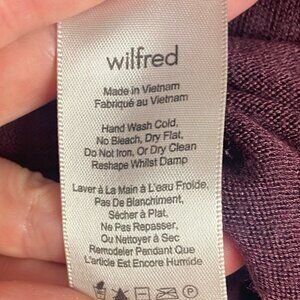 wilfred
Made in Vietnam
Fabriqué au Vietnam
Hand Wash Cold,
No Bleach, Dry Flat,
Do Not Iron, Or Dry Clean
Reshape Whilst Damp
Laver à La Main à L'eau Froide,
Pas De Blanchiment,
Sécher à Plat,
Ne Pas Repasser,
Ou Nettoyer à Sec
Remodeler Pendant Que
L'article Est Encore Humide